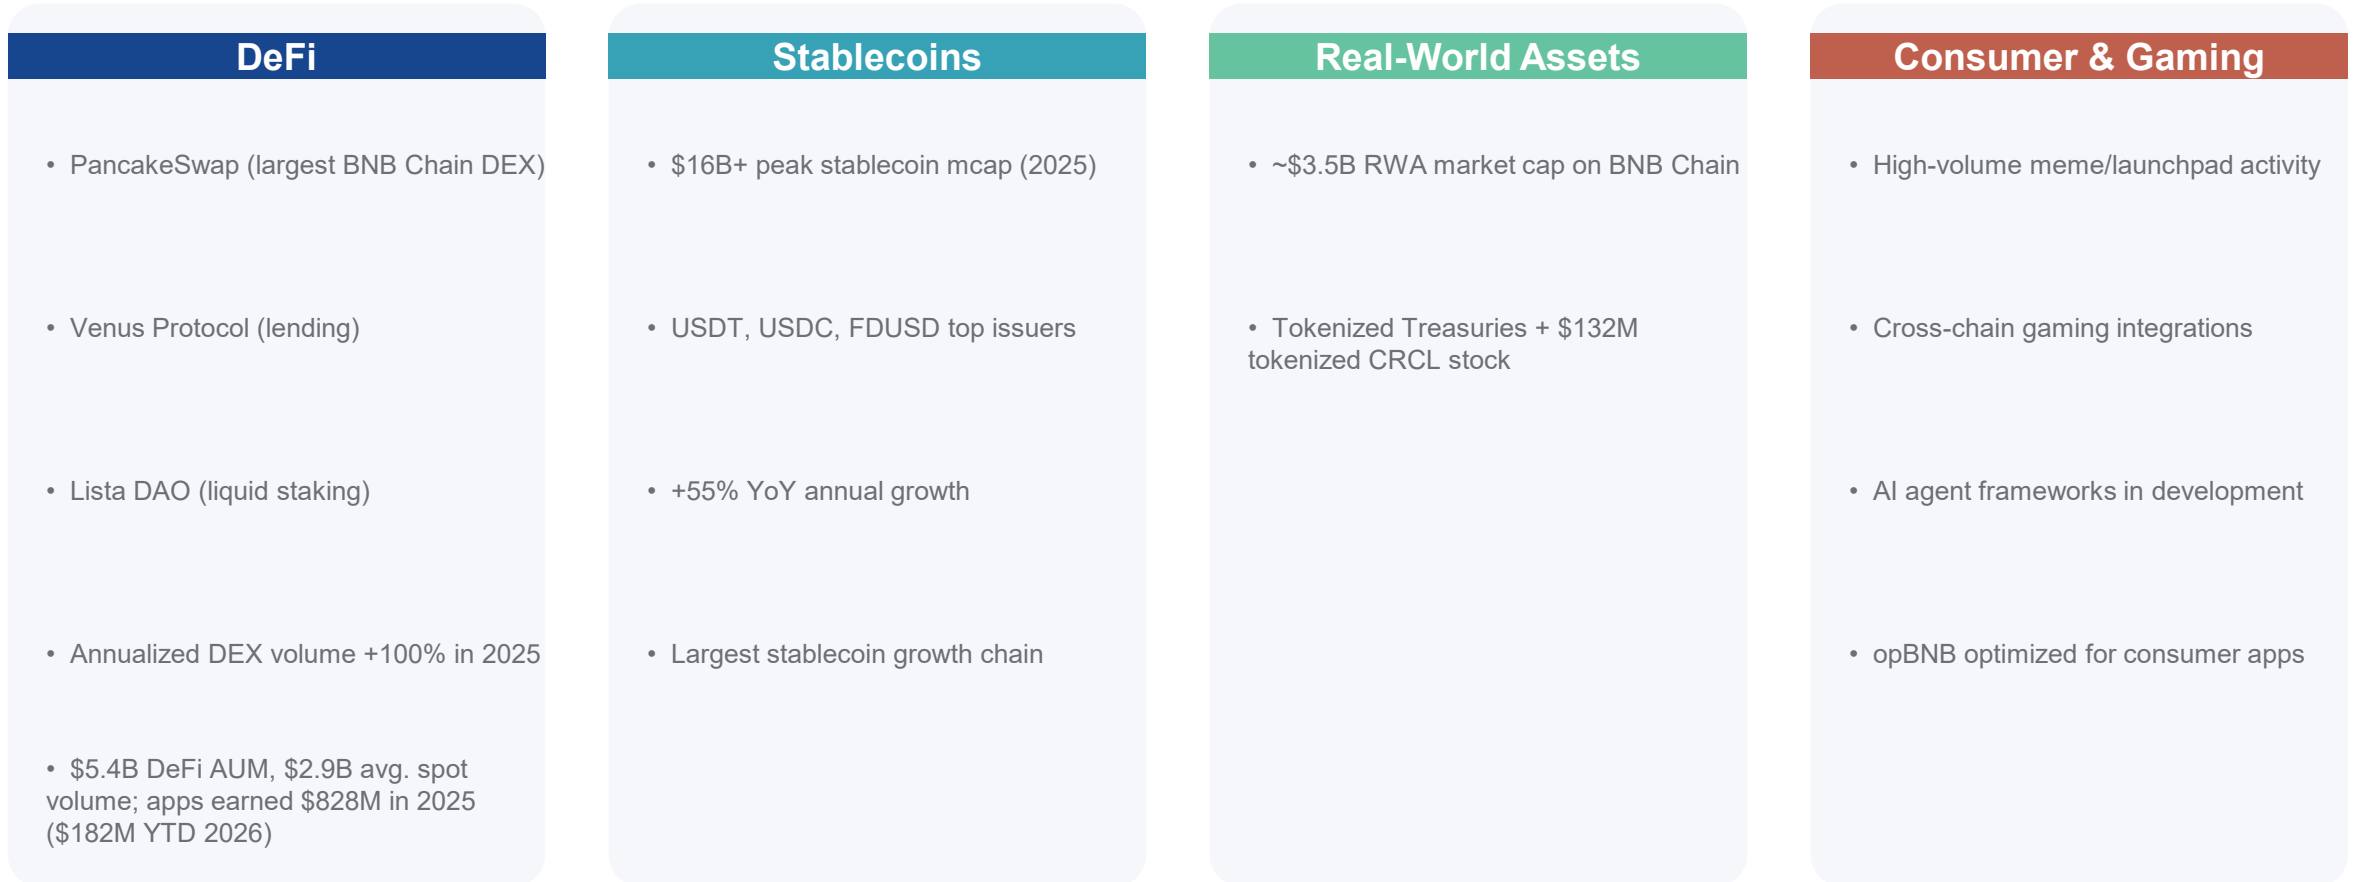 DeFi
• PancakeSwap (largest BNB Chain DEX)
• Venus Protocol (lending)
• Lista DAO (liquid staking)
• Annualized DEX volume +100% in 2025
• $5.4B DeFi AUM, $2.9B avg. spot
volume; apps earned $828M in 2025
($182M YTD 2026)
Stablecoins
• $16B+ peak stablecoin mcap (2025)
• USDT, USDC, FDUSD top issuers
• +55% YoY annual growth
• Largest stablecoin growth chain
Real-World Assets
• ~$3.5B RWA market cap on BNB Chain
• Tokenized Treasuries + $132M
tokenized CRCL stock
Consumer & Gaming
• High-volume meme/launchpad activity
• Cross-chain gaming integrations
• AI agent frameworks in development
• opBNB optimized for consumer apps